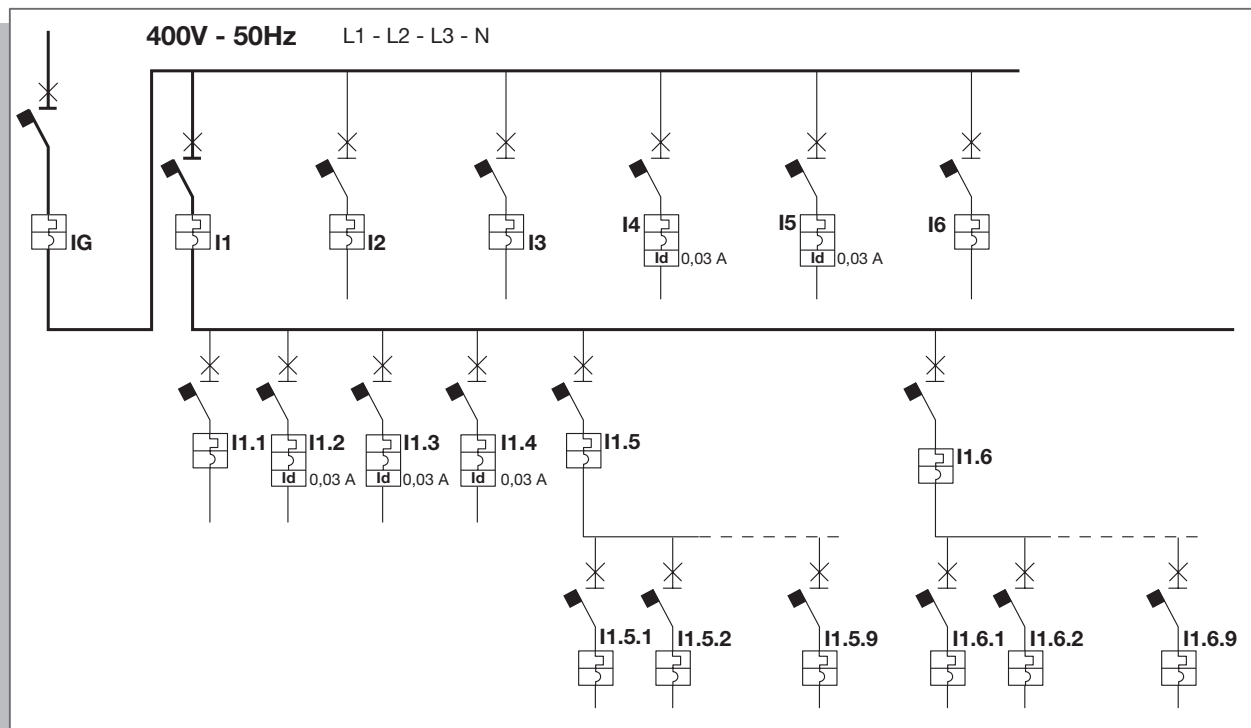 400V - 50Hz L1 - L2 - L3 - N
IG I1 I2 I3 I4 I5 I6
Id 0,03 A Id 0,03 A
I1.1 I1.2 I1.3 I1.4 I1.5 I1.6
Id 0,03 A Id 0,03 A Id 0,03 A
I1.5.1 I1.5.2 I1.5.9 I1.6.1 I1.6.2 I1.6.9